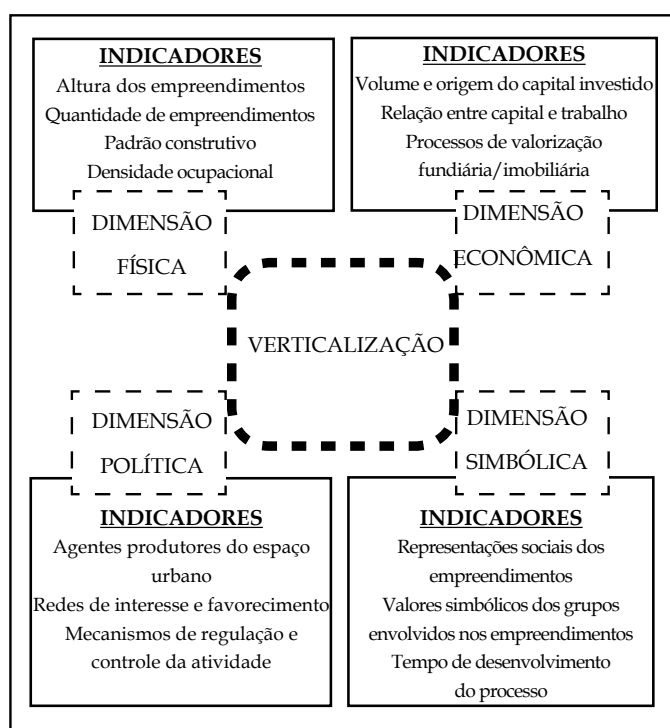 INDICADORES
Altura dos empreendimentos
Quantidade de empreendimentos
Padrão construtivo
Densidade ocupacional
DIMENSÃO
FÍSICA
INDICADORES
Volume e origem do capital investido
Relação entre capital e trabalho
Processos de valorização
fundiária/imobiliária
DIMENSÃO
ECONÔMICA
VERTICALIZAÇÃO
DIMENSÃO
POLÍTICA
INDICADORES
Agentes produtores do espaço
urbano
Redes de interesse e favorecimento
Mecanismos de regulação e
controle da atividade
DIMENSÃO
SIMBÓLICA
INDICADORES
Representações sociais dos
empreendimentos
Valores simbólicos dos grupos
envolvidos nos empreendimentos
Tempo de desenvolvimento
do processo